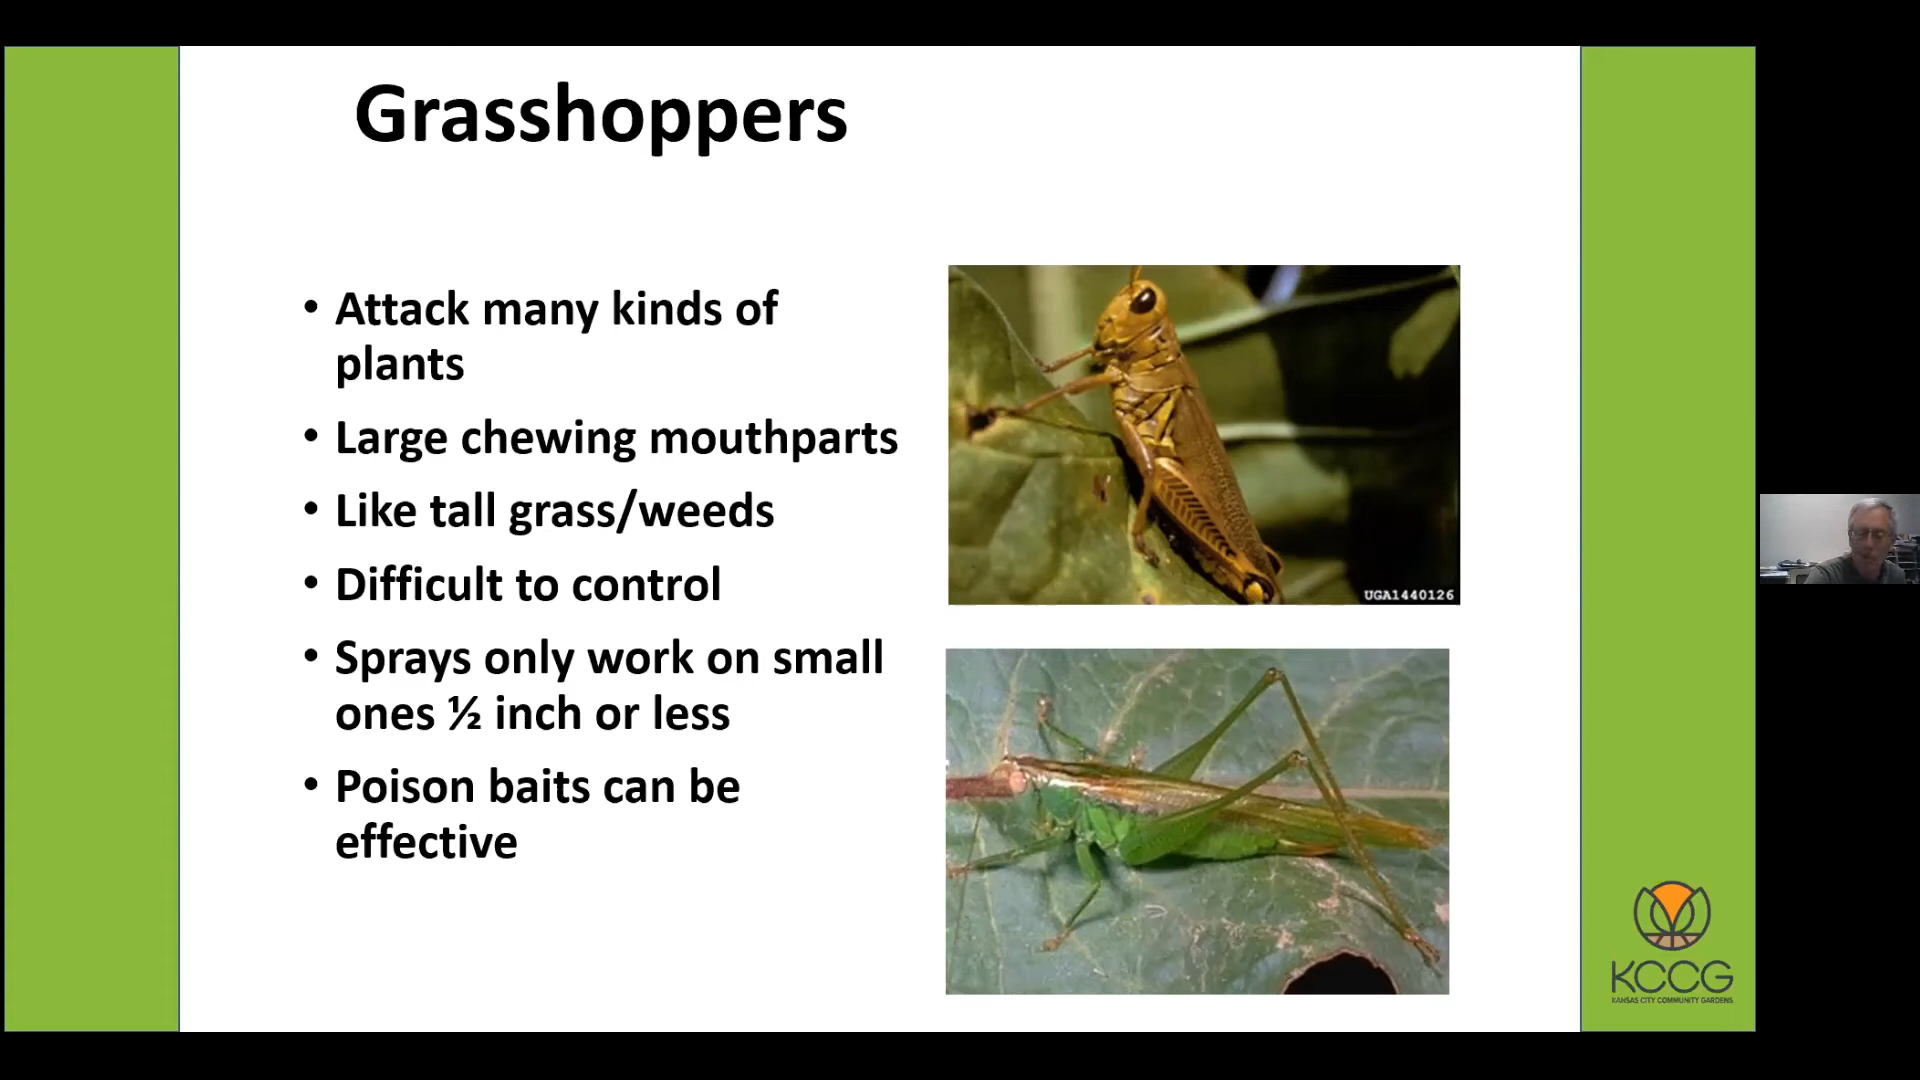 Grasshoppers
• Attack many kinds of
plants
• Large chewing mouthparts
• Like tall grass/weeds
• Difficult to control
• Sprays only work on small
ones ½ inch or less
• Poison baits can be
effective
UGA1440126
KCCG
KANSAS CITY COMMUNITY GARDENS